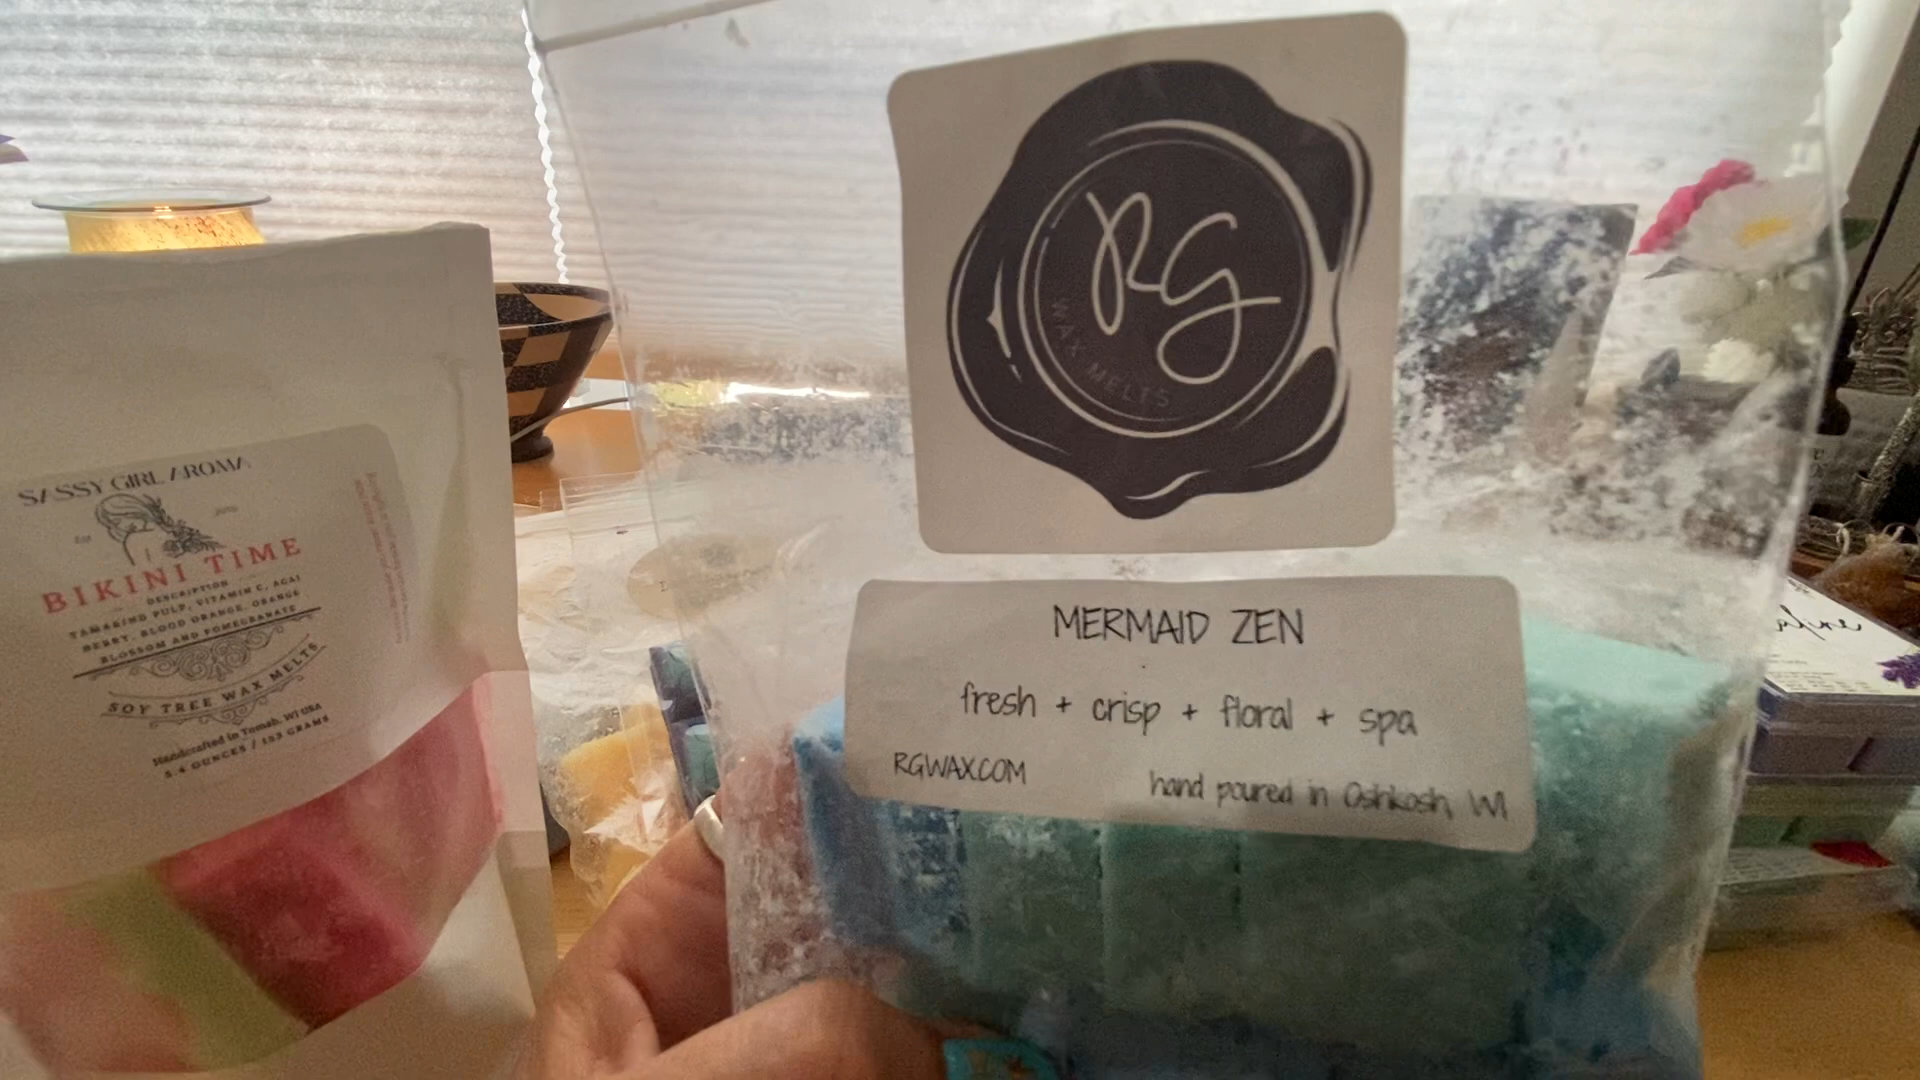 SASSY GIRL AROMA
Est 2019
BIKINI TIME
DESCRIPTION
TAMARIND PULP, VITAMIN C, ACAI
BERRY, BLOOD ORANGE, ORANGE
BLOSSOM AND POMEGRANATE
SOY TREE WAX MELTS
Handcrafted in Tomah, WI USA
5.4 OUNCES / 153 GRAMS
RG
WAX MELTS
MERMAID ZEN
fresh + crisp + floral + spa
RGWAX.COM
hand poured in Oshkosh, WI